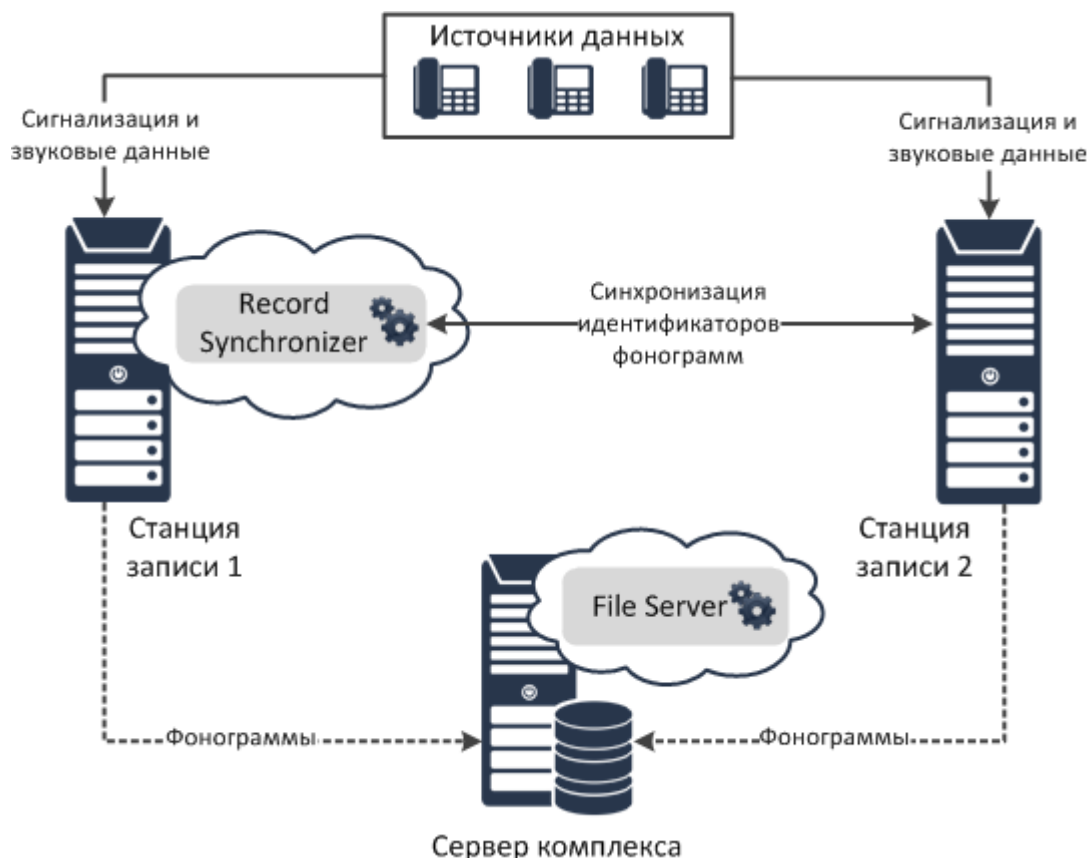 Источники данных
Сигнализация и
звуковые данные
Сигнализация и
звуковые данные
Record
Synchronizer
Синхронизация
идентификаторов
фонограмм
Станция
записи 1
Станция
записи 2
File Server
Фонограммы
Фонограммы
Сервер комплекса